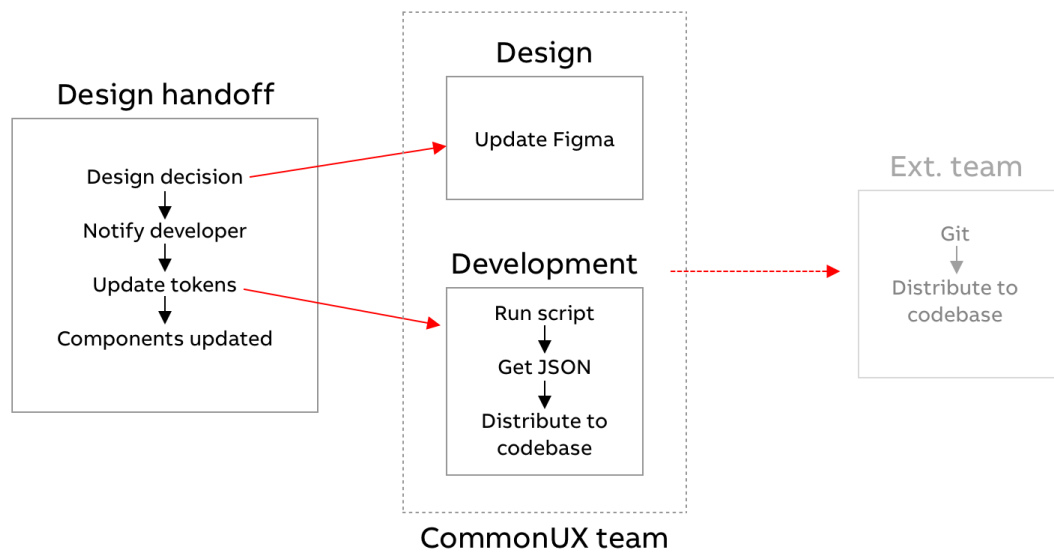 Design handoff
Design decision
Notify developer
Update tokens
Components updated
Design
Update Figma
Development
Run script
Get JSON
Distribute to
codebase
CommonUX team
Ext. team
Git
Distribute to
codebase